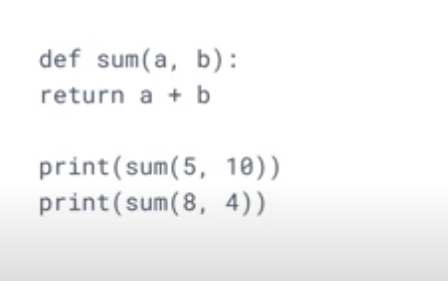 def sum(a, b):
return a + b

print(sum(5, 10))
print(sum(8, 4))